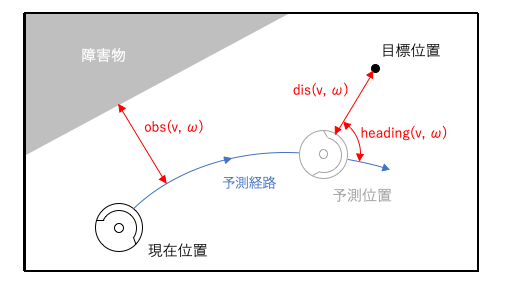 障害物
目標位置
dis(v, ω)
obs(v, ω)
heading(v, ω)
予測経路
予測位置
現在位置